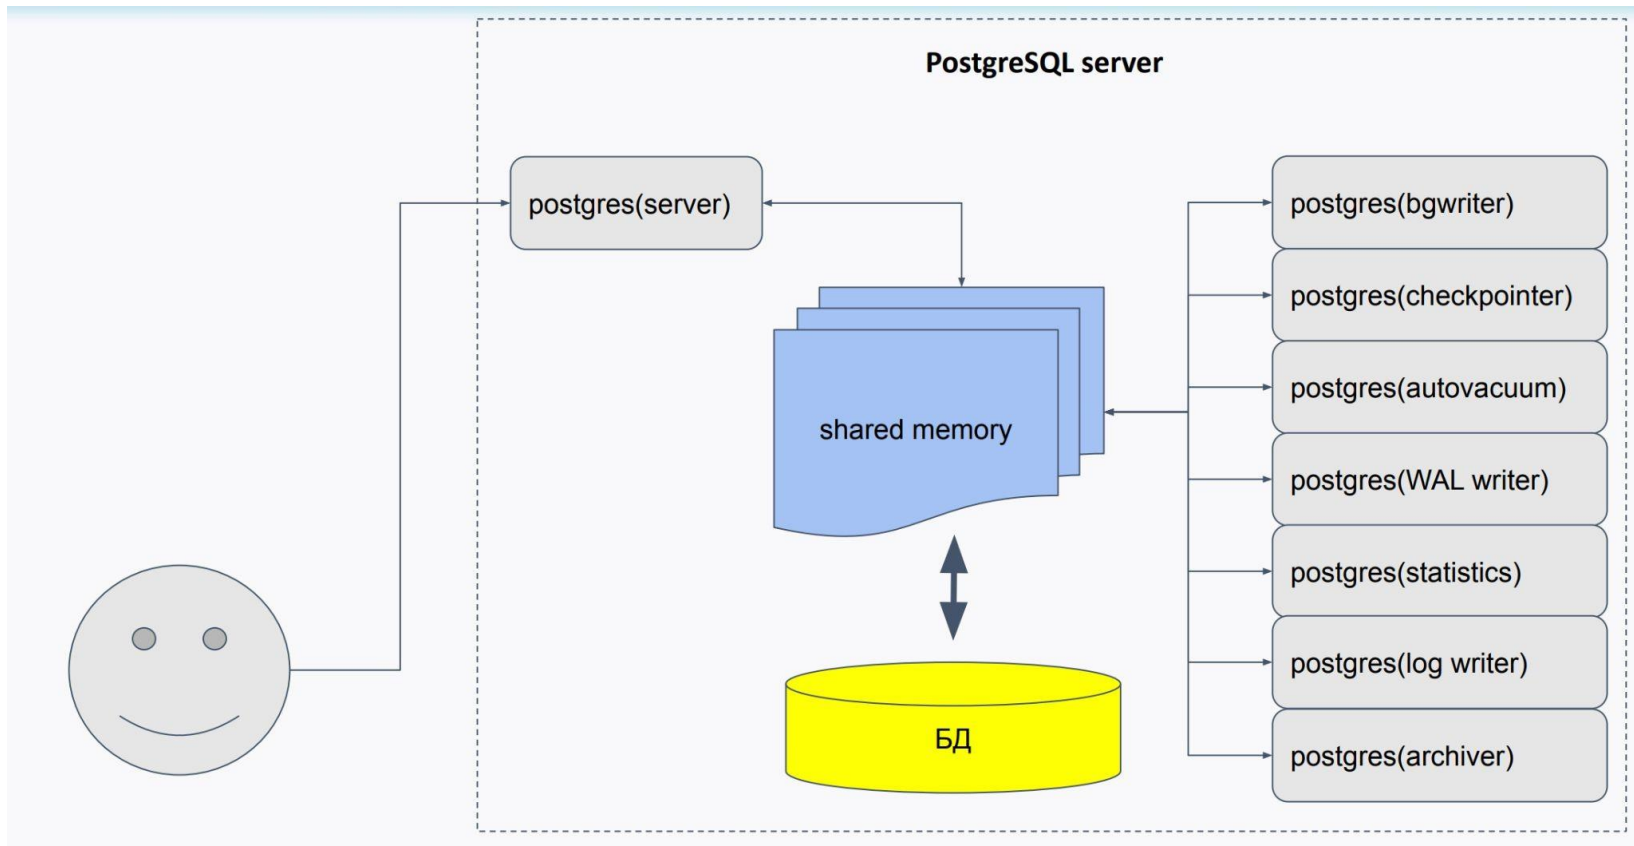 PostgreSQL server
postgres(server)
shared memory
БД
postgres(bgwriter)
postgres(checkpointer)
postgres(autovacuum)
postgres(WAL writer)
postgres(statistics)
postgres(log writer)
postgres(archiver)